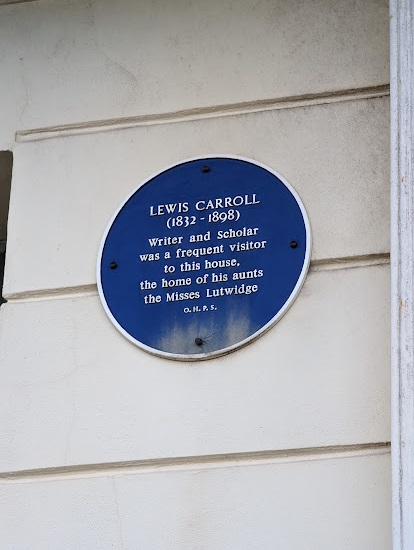 LEWIS CARROLL
(1832 - 1898)
Writer and Scholar
was a frequent visitor
to this house,
the home of his aunts
the Misses Lutwidge
O. H. P. S.